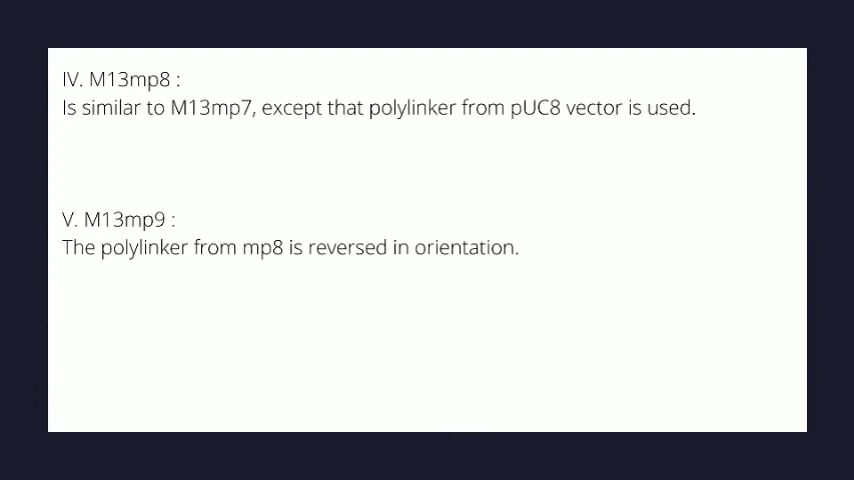 IV. M13mp8 :
Is similar to M13mp7, except that polylinker from pUC8 vector is used.
V. M13mp9 :
The polylinker from mp8 is reversed in orientation.